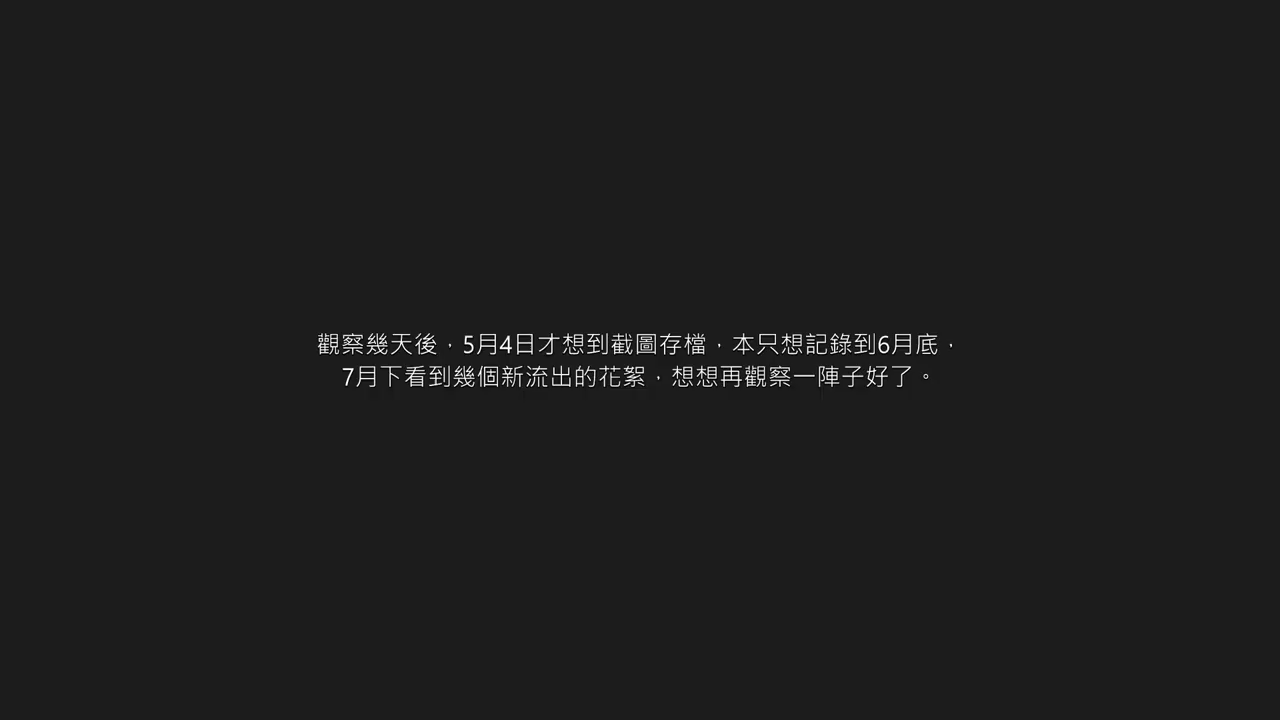 觀察幾天後，5月4日才想到截圖存檔，本只想記錄到6月底，
7月下看到幾個新流出的花絮，想想再觀察一陣子好了。